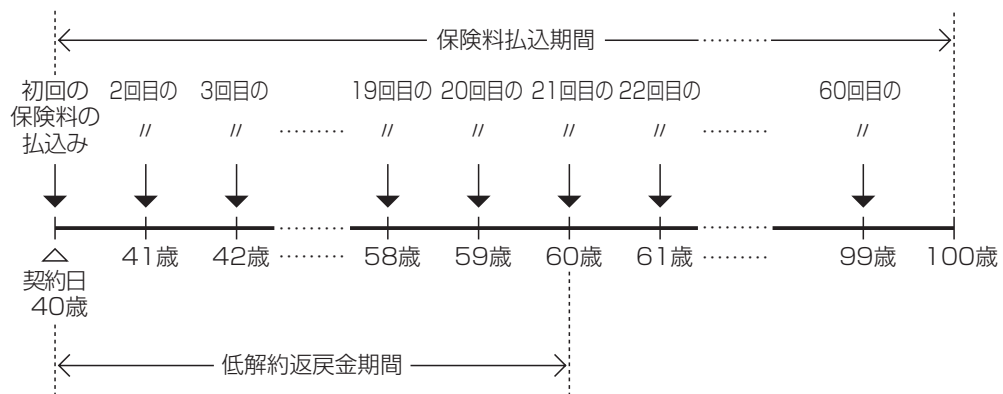 保険料払込期間 ………
初回の 2回目の 3回目の 19回目の 20回目の 21回目の 22回目の 60回目の
保険料の
払込み
〃 〃 ……… 〃 〃 〃 〃 ……… 〃
41歳 42歳 ……… 58歳 59歳 60歳 61歳 ……… 99歳 100歳
契約日
40歳
低解約返戻金期間